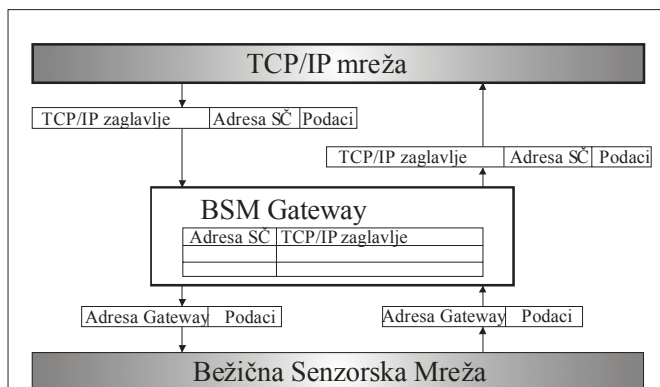 TCP/IP mreža
TCP/IP zaglavlje Adresa SČ Podaci
TCP/IP zaglavlje Adresa SČ Podaci
BSM Gateway
Adresa SČ TCP/IP zaglavlje
Adresa Gateway Podaci
Adresa Gateway Podaci
Bežična Senzorska Mreža